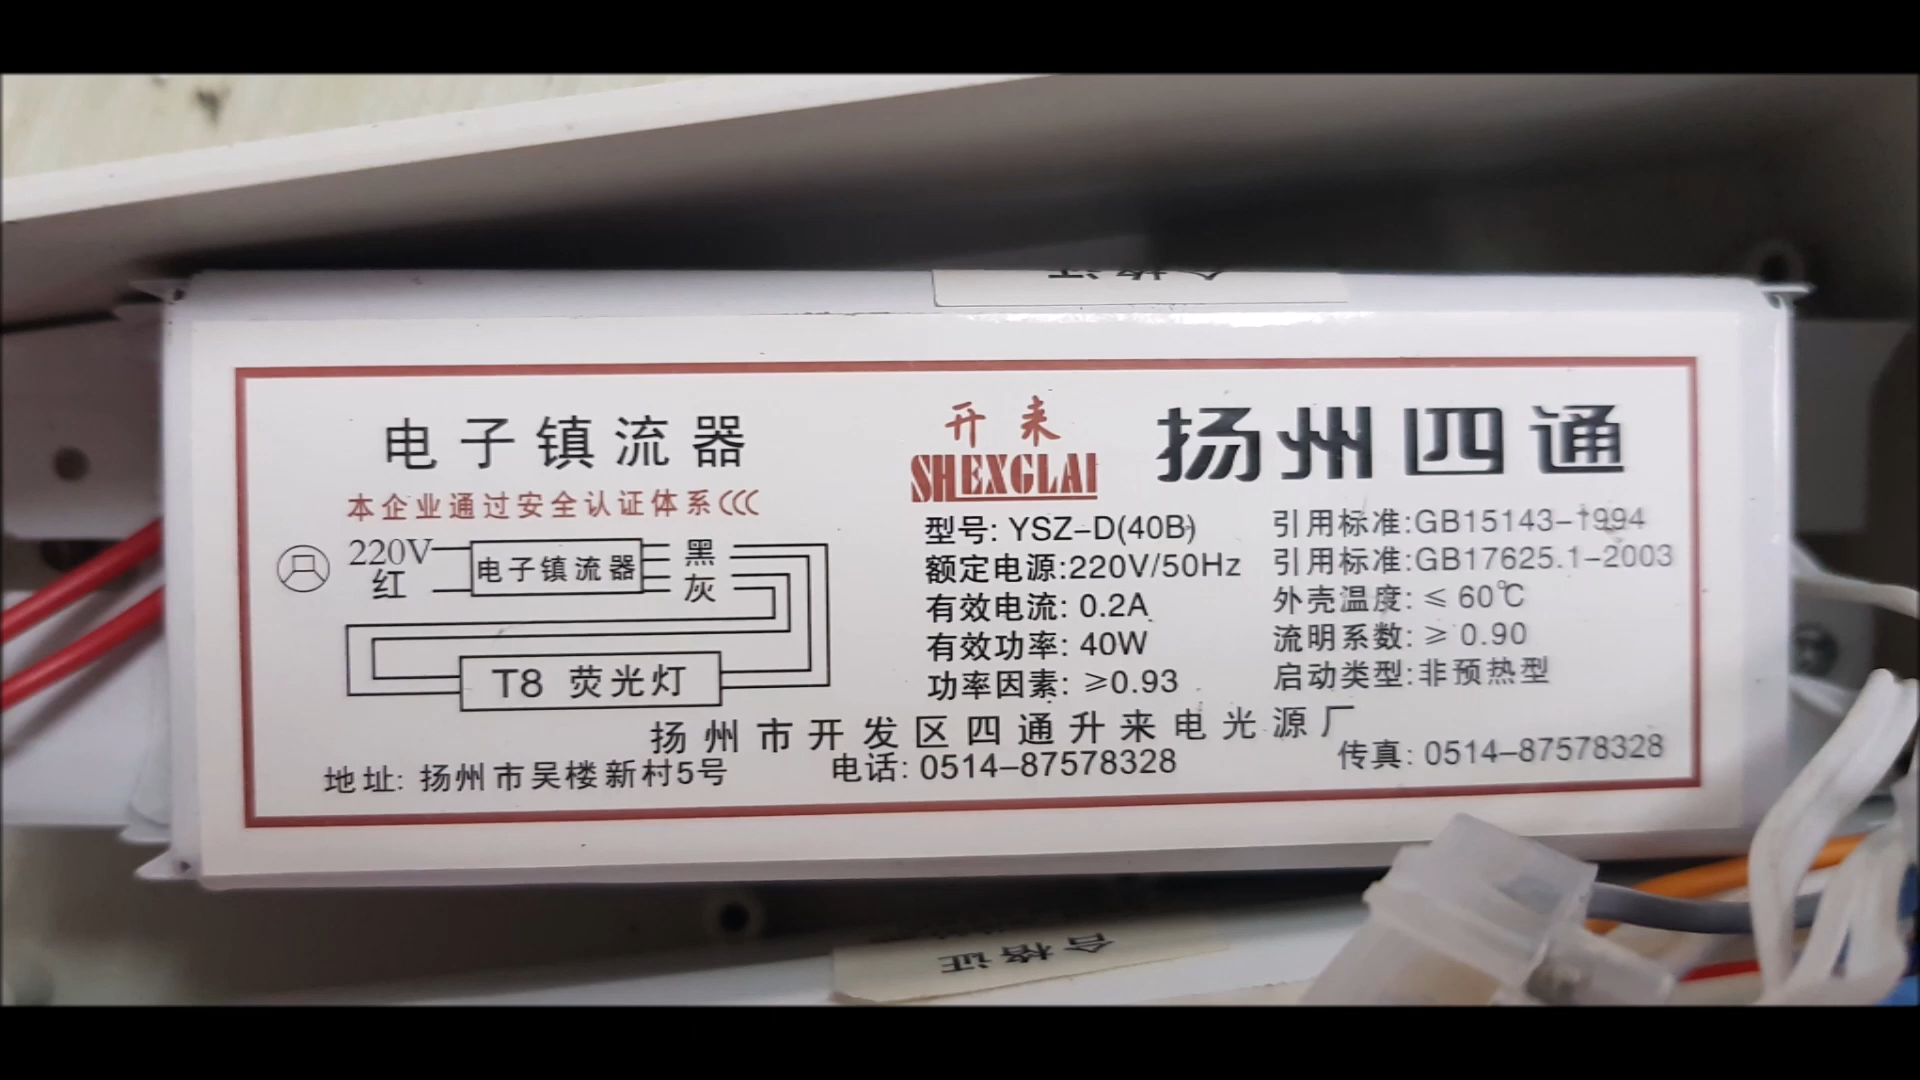 合格证
电子镇流器
本企业通过安全认证体系CCC
220V
红
电子镇流器
黑
灰
T8 荧光灯
开来
SHEXGLAI
扬州四通
型号: YSZ-D(40B)
额定电源:220V/50Hz
有效电流: 0.2A
有效功率: 40W
功率因素: ≥0.93
引用标准:GB15143-1994
引用标准:GB17625.1-2003
外壳温度: ≤ 60℃
流明系数: ≥ 0.90
启动类型:非预热型
扬州市开发区四通升来电光源厂
地址: 扬州市吴楼新村5号
电话: 0514-87578328
传真: 0514-87578328
合格证